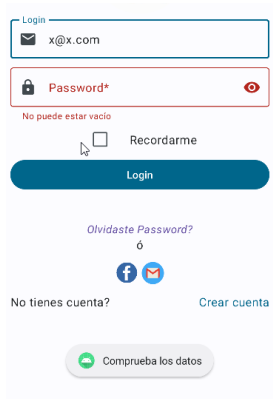 Login
x@x.com
Password*
No puede estar vacío
Recordarme
Login
Olvidaste Password?
ó
No tienes cuenta? Crear cuenta
Comprueba los datos